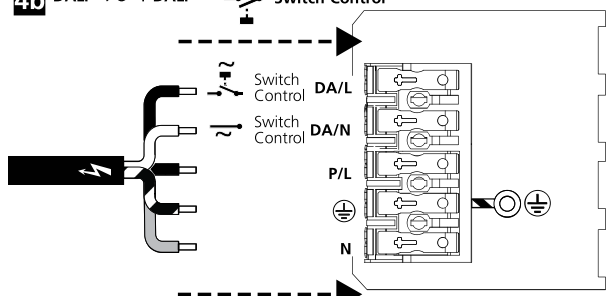 4b
Switch Control
Switch
Control
DA/L
Switch
Control
DA/N
P/L
N